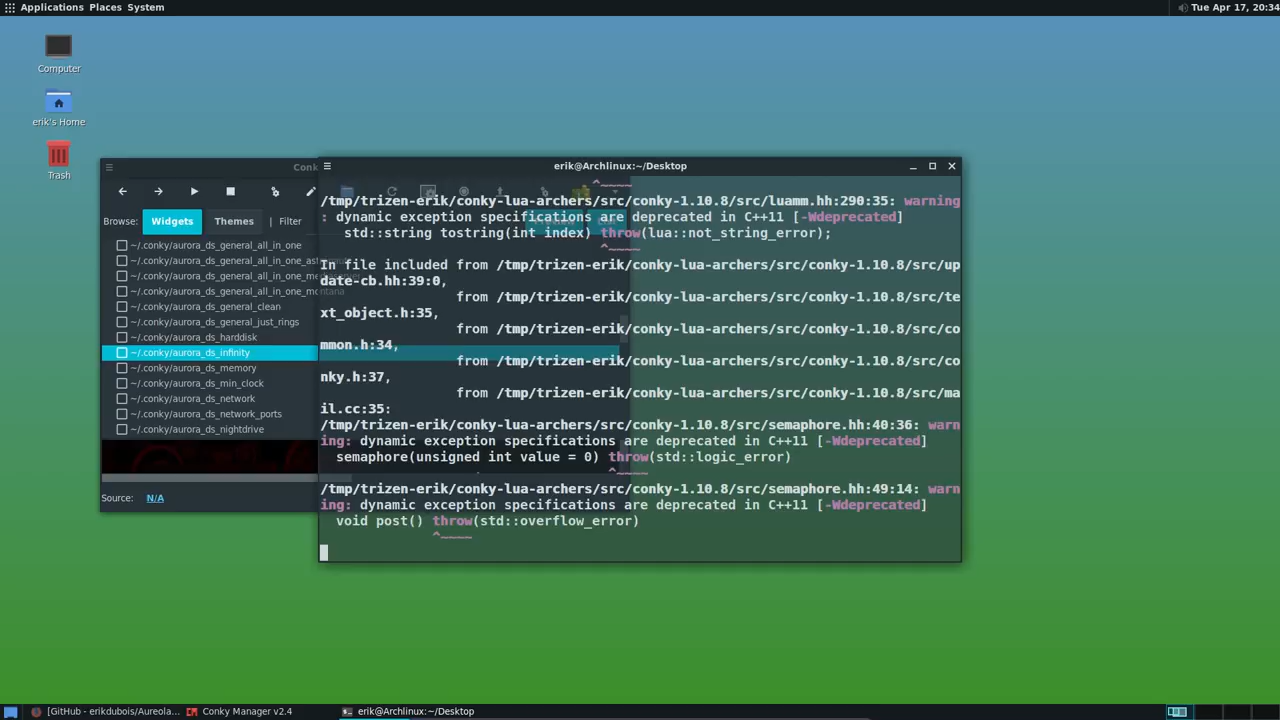 Applications Places System
Tue Apr 17, 20:34
Computer
erik's Home
Trash
Conk
Browse: Widgets Themes | Filter
~/.conky/aurora_ds_general_all_in_one
~/.conky/aurora_ds_general_all_in_one_as
~/.conky/aurora_ds_general_all_in_one_me
~/.conky/aurora_ds_general_all_in_one_montana
~/.conky/aurora_ds_general_clean
~/.conky/aurora_ds_general_just_rings
~/.conky/aurora_ds_harddisk
~/.conky/aurora_ds_infinity
~/.conky/aurora_ds_memory
~/.conky/aurora_ds_min_clock
~/.conky/aurora_ds_network
~/.conky/aurora_ds_network_ports
~/.conky/aurora_ds_nightdrive
Source: N/A
erik@Archlinux:~/Desktop
^~~~~
/tmp/trizen-erik/conky-lua-archers/src/conky-1.10.8/src/luamm.hh:290:35: warning
: dynamic exception specifications are deprecated in C++11 [-Wdeprecated]
std::string tostring(int index) throw(lua::not_string_error);
^~~~~
In file included from /tmp/trizen-erik/conky-lua-archers/src/conky-1.10.8/src/up
date-cb.hh:39:0,
from /tmp/trizen-erik/conky-lua-archers/src/conky-1.10.8/src/te
xt_object.h:35,
from /tmp/trizen-erik/conky-lua-archers/src/conky-1.10.8/src/co
mmon.h:34,
from /tmp/trizen-erik/conky-lua-archers/src/conky-1.10.8/src/co
nky.h:37,
from /tmp/trizen-erik/conky-lua-archers/src/conky-1.10.8/src/ma
il.cc:35:
/tmp/trizen-erik/conky-lua-archers/src/conky-1.10.8/src/semaphore.hh:40:36: warn
ing: dynamic exception specifications are deprecated in C++11 [-Wdeprecated]
semaphore(unsigned int value = 0) throw(std::logic_error)
^~~~~
/tmp/trizen-erik/conky-lua-archers/src/conky-1.10.8/src/semaphore.hh:49:14: warn
ing: dynamic exception specifications are deprecated in C++11 [-Wdeprecated]
void post() throw(std::overflow_error)
^~~~~
[GitHub - erikdubois/Aureola...
Conky Manager v2.4
erik@Archlinux:~/Desktop